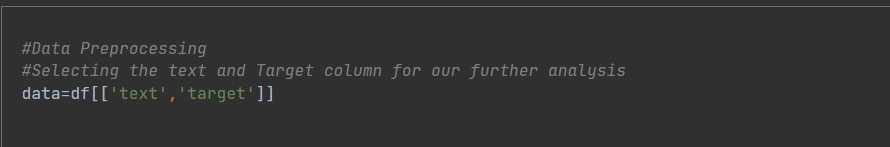 #Data Preprocessing
#Selecting the text and Target column for our further analysis
data=df[['text','target']]